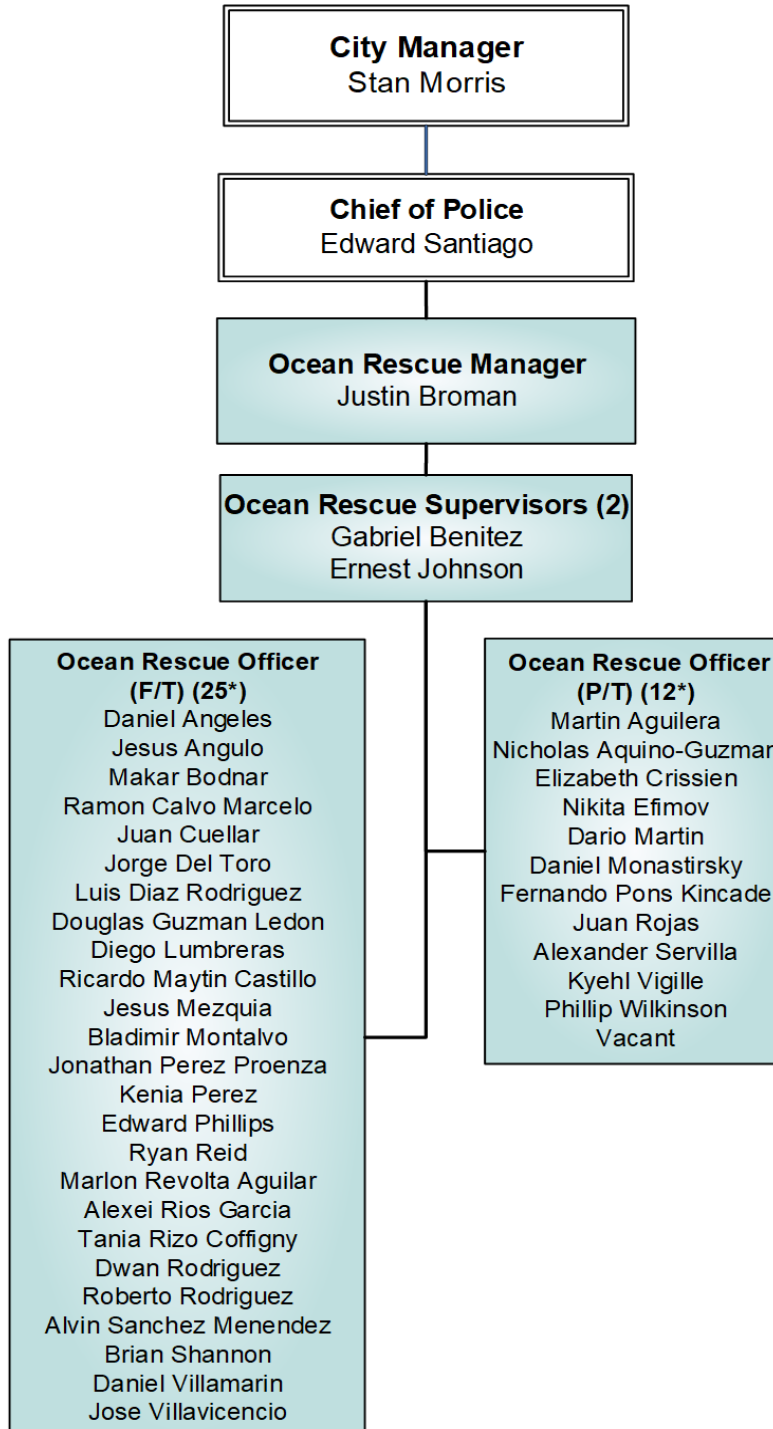 City Manager
Stan Morris
Chief of Police
Edward Santiago
Ocean Rescue Manager
Justin Broman
Ocean Rescue Supervisors (2)
Gabriel Benitez
Ernest Johnson
Ocean Rescue Officer
(F/T) (25*)
Daniel Angeles
Jesus Angulo
Makar Bodnar
Ramon Calvo Marcelo
Juan Cuellar
Jorge Del Toro
Luis Diaz Rodriguez
Douglas Guzman Ledon
Diego Lumbreras
Ricardo Maytin Castillo
Jesus Mezquia
Bladimir Montalvo
Jonathan Perez Proenza
Kenia Perez
Edward Phillips
Ryan Reid
Marlon Revolta Aguilar
Alexei Rios Garcia
Tania Rizo Coffigny
Dwan Rodriguez
Roberto Rodriguez
Alvin Sanchez Menendez
Brian Shannon
Daniel Villamarin
Jose Villavicencio
Ocean Rescue Officer
(P/T) (12*)
Martin Aguilera
Nicholas Aquino-Guzman
Elizabeth Crissien
Nikita Efimov
Dario Martin
Daniel Monastirsky
Fernando Pons Kincade
Juan Rojas
Alexander Servilla
Kyehl Vigille
Phillip Wilkinson
Vacant